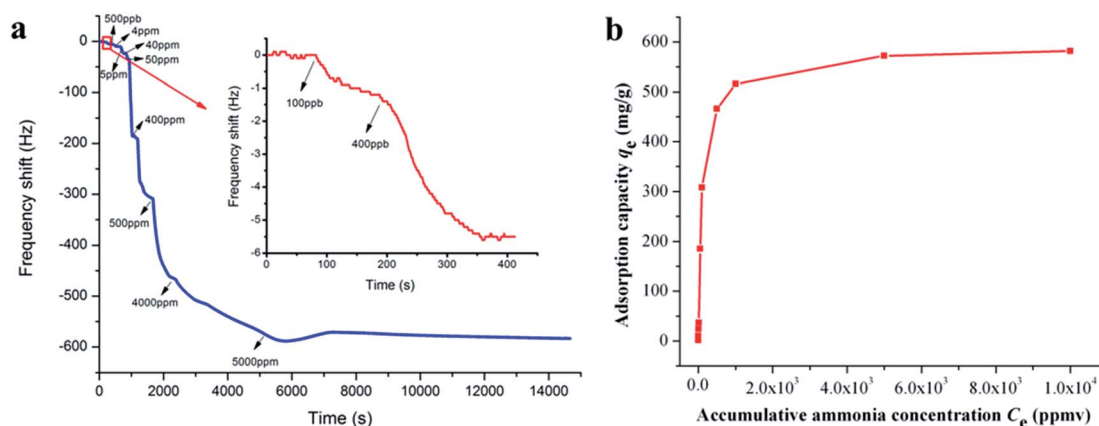 a
Frequency shift (Hz)
0
-100
-200
-300
-400
-500
-600
500ppb
4ppm
40ppm
5ppm
50ppm
400ppm
500ppm
4000ppm
5000ppm
0 2000 4000 6000 8000 10000 12000 14000
Time (s)
Frequency shift (Hz)
0
-1
-2
-3
-4
-5
-6
100ppb
400ppb
0 100 200 300 400
Time (s)
b
Adsorption capacity qe (mg/g)
600
500
400
300
200
100
0
0.0 2.0x10³ 4.0x10³ 6.0x10³ 8.0x10³ 1.0x10⁴
Accumulative ammonia concentration Ce (ppmv)